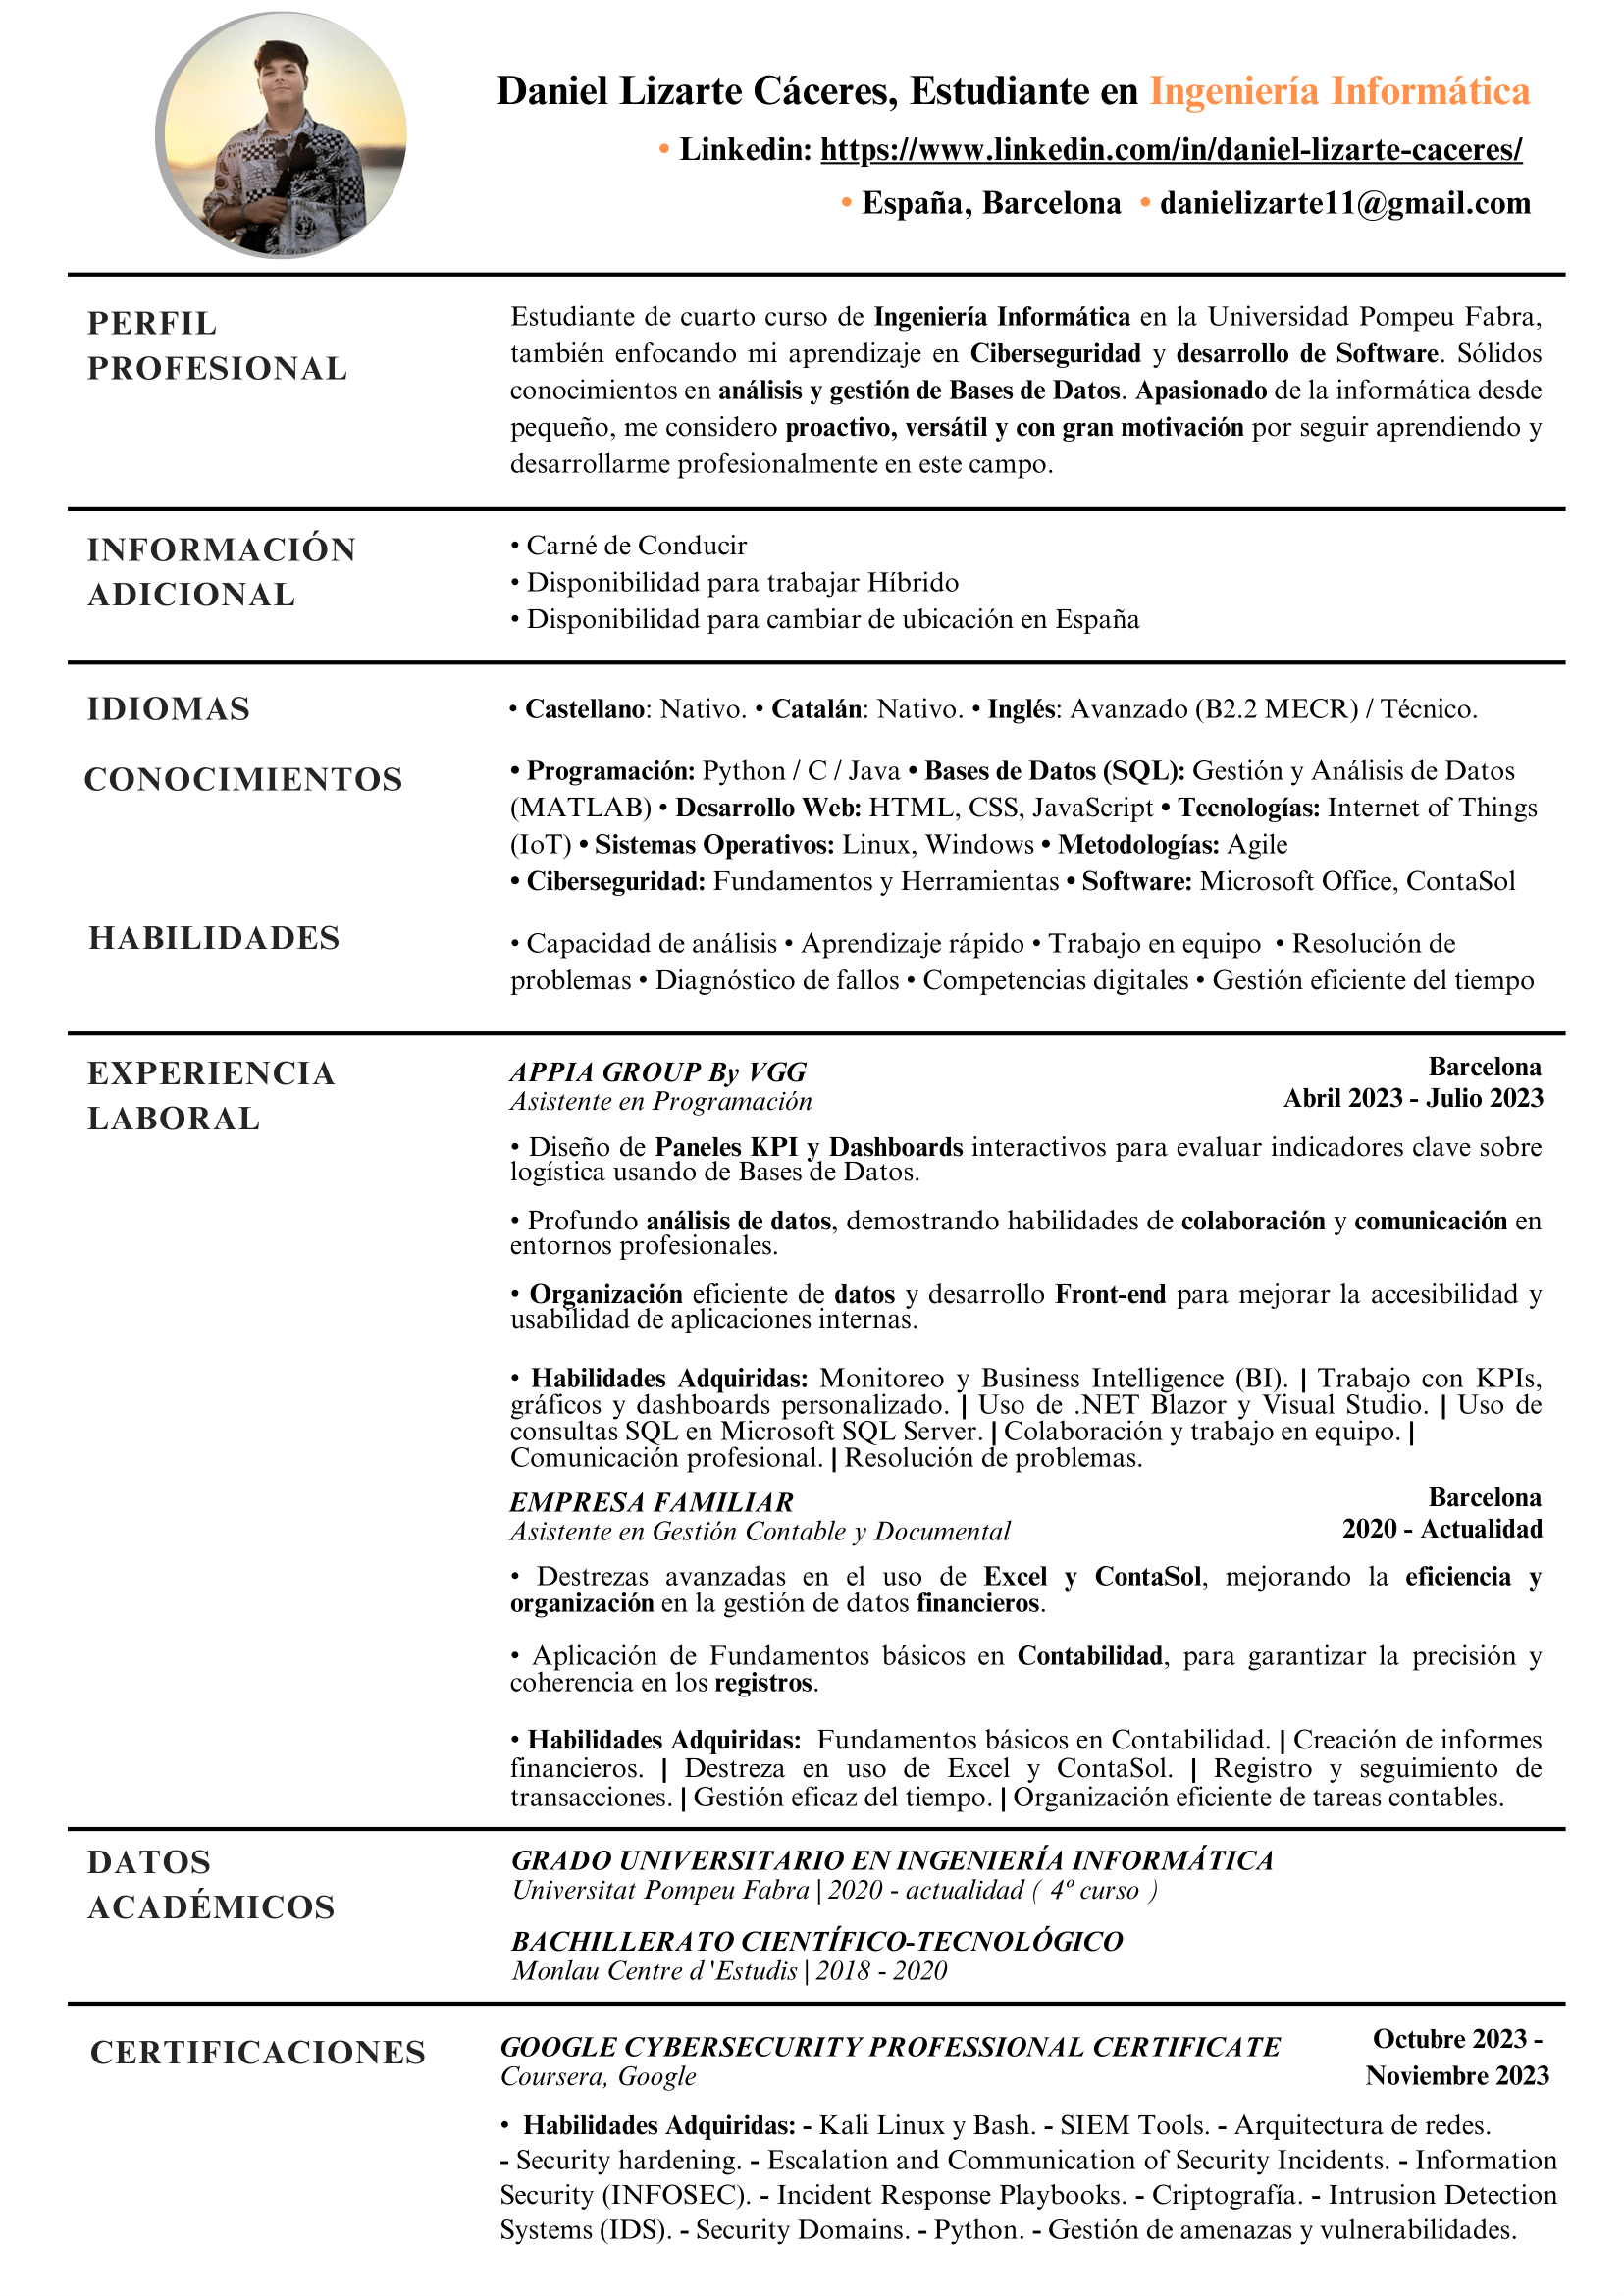 Daniel Lizarte Cáceres, Estudiante en Ingeniería Informática
• Linkedin: https://www.linkedin.com/in/daniel-lizarte-caceres/
• España, Barcelona • danielizarte11@gmail.com
PERFIL
PROFESIONAL
Estudiante de cuarto curso de Ingeniería Informática en la Universidad Pompeu Fabra,
también enfocando mi aprendizaje en Ciberseguridad y desarrollo de Software. Sólidos
conocimientos en análisis y gestión de Bases de Datos. Apasionado de la informática desde
pequeño, me considero proactivo, versátil y con gran motivación por seguir aprendiendo y
desarrollarme profesionalmente en este campo.
INFORMACIÓN
ADICIONAL
• Carné de Conducir
• Disponibilidad para trabajar Híbrido
• Disponibilidad para cambiar de ubicación en España
IDIOMAS
• Castellano: Nativo. • Catalán: Nativo. • Inglés: Avanzado (B2.2 MECR) / Técnico.
CONOCIMIENTOS
• Programación: Python / C / Java • Bases de Datos (SQL): Gestión y Análisis de Datos
(MATLAB) • Desarrollo Web: HTML, CSS, JavaScript • Tecnologías: Internet of Things
(IoT) • Sistemas Operativos: Linux, Windows • Metodologías: Agile
• Ciberseguridad: Fundamentos y Herramientas • Software: Microsoft Office, ContaSol
HABILIDADES
• Capacidad de análisis • Aprendizaje rápido • Trabajo en equipo • Resolución de
problemas • Diagnóstico de fallos • Competencias digitales • Gestión eficiente del tiempo
EXPERIENCIA
LABORAL
APPIA GROUP By VGG
Asistente en Programación
Barcelona
Abril 2023 - Julio 2023
• Diseño de Paneles KPI y Dashboards interactivos para evaluar indicadores clave sobre
logística usando de Bases de Datos.
• Profundo análisis de datos, demostrando habilidades de colaboración y comunicación en
entornos profesionales.
• Organización eficiente de datos y desarrollo Front-end para mejorar la accesibilidad y
usabilidad de aplicaciones internas.
• Habilidades Adquiridas: Monitoreo y Business Intelligence (BI). | Trabajo con KPIs,
gráficos y dashboards personalizado. | Uso de .NET Blazor y Visual Studio. | Uso de
consultas SQL en Microsoft SQL Server. | Colaboración y trabajo en equipo. |
Comunicación profesional. | Resolución de problemas.
EMPRESA FAMILIAR
Asistente en Gestión Contable y Documental
Barcelona
2020 - Actualidad
• Destrezas avanzadas en el uso de Excel y ContaSol, mejorando la eficiencia y
organización en la gestión de datos financieros.
• Aplicación de Fundamentos básicos en Contabilidad, para garantizar la precisión y
coherencia en los registros.
• Habilidades Adquiridas: Fundamentos básicos en Contabilidad. | Creación de informes
financieros. | Destreza en uso de Excel y ContaSol. | Registro y seguimiento de
transacciones. | Gestión eficaz del tiempo. | Organización eficiente de tareas contables.
DATOS
ACADÉMICOS
GRADO UNIVERSITARIO EN INGENIERÍA INFORMÁTICA
Universitat Pompeu Fabra | 2020 - actualidad ( 4º curso )
BACHILLERATO CIENTÍFICO-TECNOLÓGICO
Monlau Centre d'Estudis | 2018 - 2020
CERTIFICACIONES
GOOGLE CYBERSECURITY PROFESSIONAL CERTIFICATE
Coursera, Google
Octubre 2023 -
Noviembre 2023
• Habilidades Adquiridas: - Kali Linux y Bash. - SIEM Tools. - Arquitectura de redes.
- Security hardening. - Escalation and Communication of Security Incidents. - Information
Security (INFOSEC). - Incident Response Playbooks. - Criptografía. - Intrusion Detection
Systems (IDS). - Security Domains. - Python. - Gestión de amenazas y vulnerabilidades.